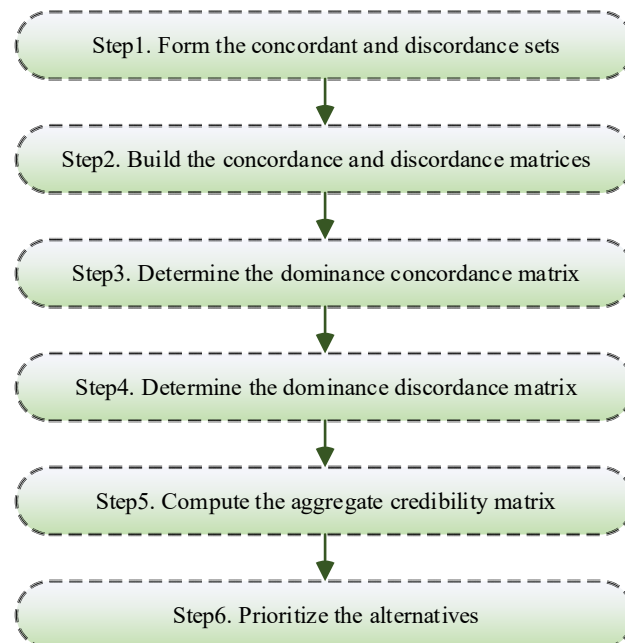 Step1. Form the concordant and discordance sets
Step2. Build the concordance and discordance matrices
Step3. Determine the dominance concordance matrix
Step4. Determine the dominance discordance matrix
Step5. Compute the aggregate credibility matrix
Step6. Prioritize the alternatives